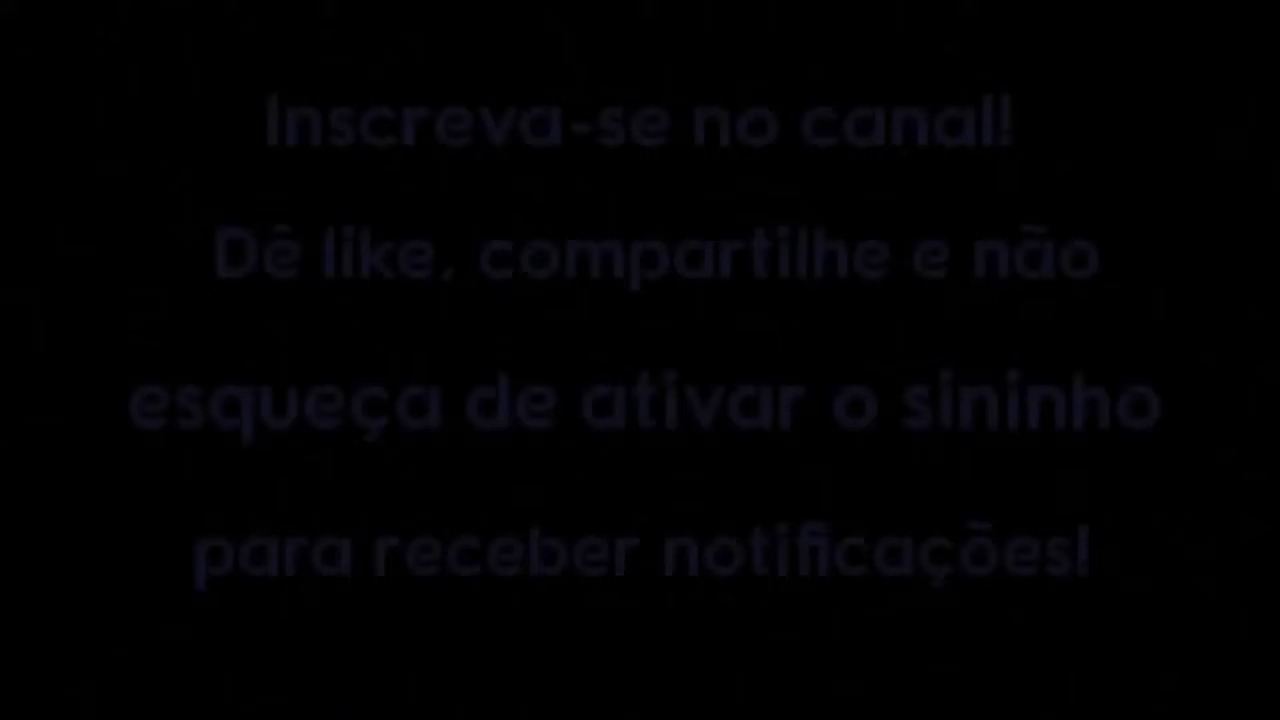 Inscreva-se no canal!
Dê like, compartilhe e não
esqueça de ativar o sininho
para receber notificações!